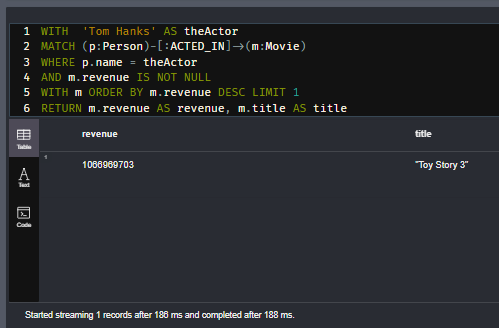 1 WITH  'Tom Hanks' AS theActor
2 MATCH (p:Person)-[:ACTED_IN]->(m:Movie)
3 WHERE p.name = theActor
4 AND m.revenue IS NOT NULL
5 WITH m ORDER BY m.revenue DESC LIMIT 1
6 RETURN m.revenue AS revenue, m.title AS title
Table
revenue title
1
1066969703 "Toy Story 3"
Text
Code
Started streaming 1 records after 186 ms and completed after 188 ms.